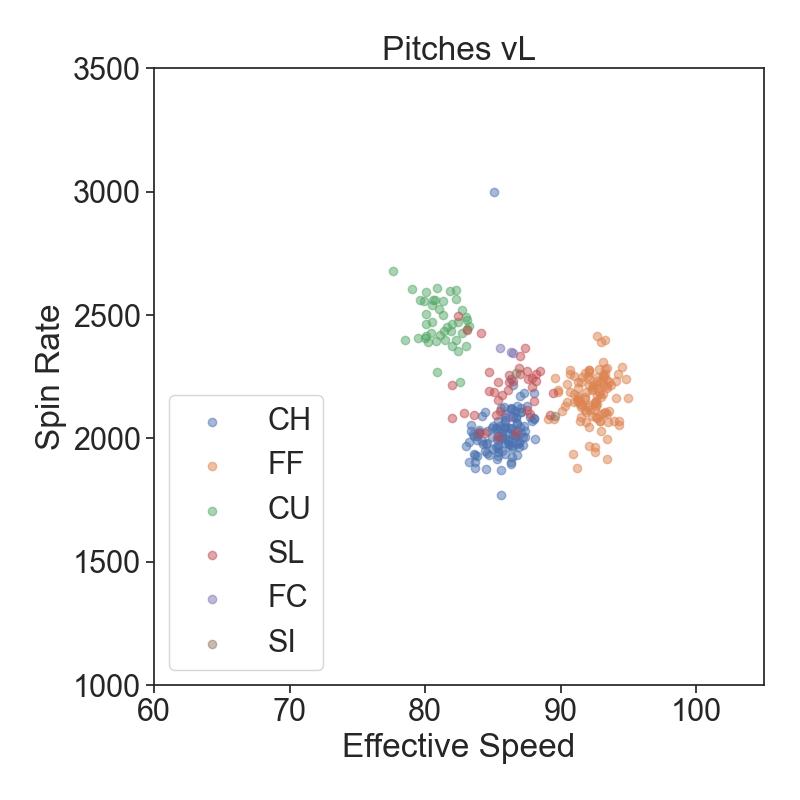 Pitches vL
3500
3000
2500
2000
1500
1000
Spin Rate
CH
FF
CU
SL
FC
SI
60
70
80
90
100
Effective Speed